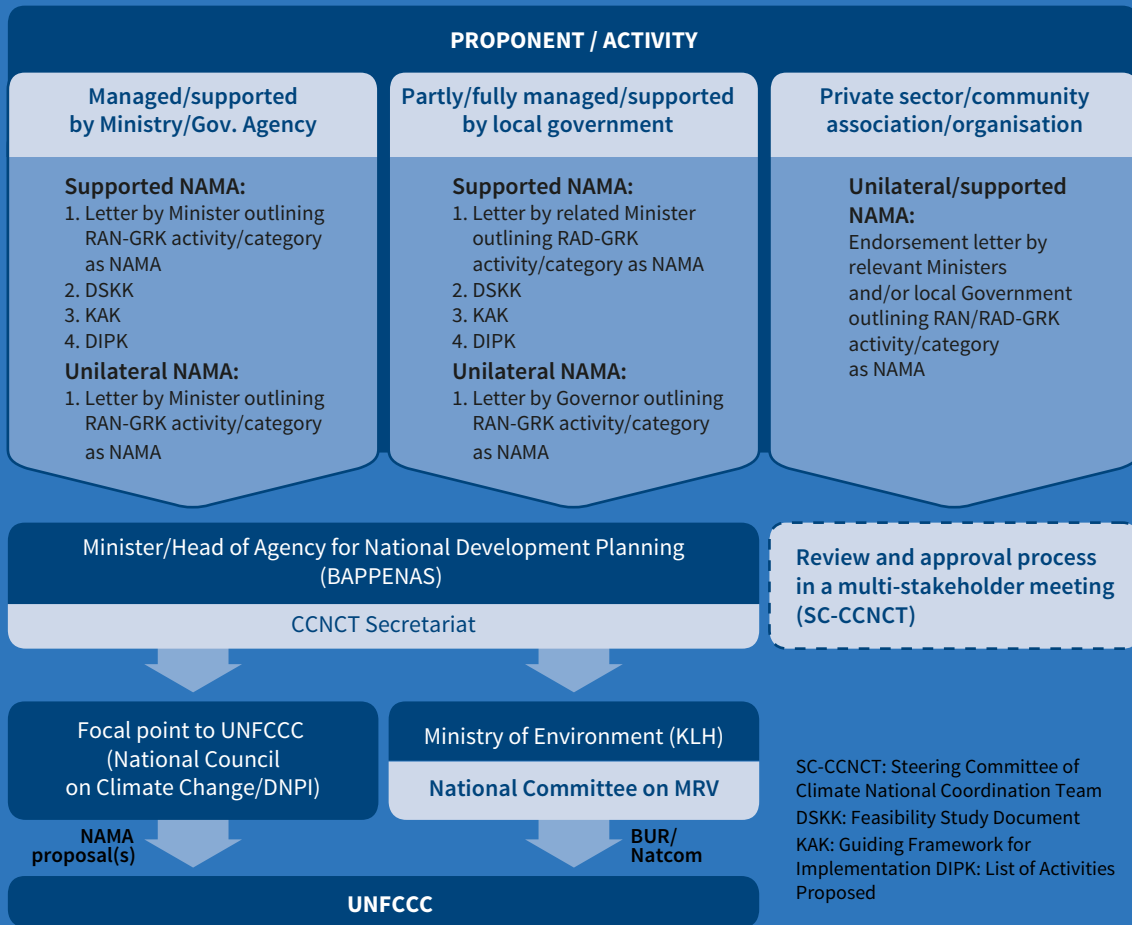 PROPONENT / ACTIVITY
Managed/supported
by Ministry/Gov. Agency
Supported NAMA:
1. Letter by Minister outlining
RAN-GRK activity/category
as NAMA
2. DSKK
3. KAK
4. DIPK
Unilateral NAMA:
1. Letter by Minister outlining
RAN-GRK activity/category
as NAMA
Partly/fully managed/supported
by local government
Supported NAMA:
1. Letter by related Minister
outlining RAD-GRK
activity/category as NAMA
2. DSKK
3. KAK
4. DIPK
Unilateral NAMA:
1. Letter by Governor outlining
RAN-GRK activity/category
as NAMA
Private sector/community
association/organisation
Unilateral/supported
NAMA:
Endorsement letter by
relevant Ministers
and/or local Government
outlining RAN/RAD-GRK
activity/category
as NAMA
Minister/Head of Agency for National Development Planning
(BAPPENAS)
CCNCT Secretariat
Review and approval process
in a multi-stakeholder meeting
(SC-CCNCT)
Focal point to UNFCCC
(National Council
on Climate Change/DNPI)
Ministry of Environment (KLH)
National Committee on MRV
NAMA
proposal(s)
BUR/
Natcom
UNFCCC
SC-CCNCT: Steering Committee of
Climate National Coordination Team
DSKK: Feasibility Study Document
KAK: Guiding Framework for
Implementation DIPK: List of Activities
Proposed